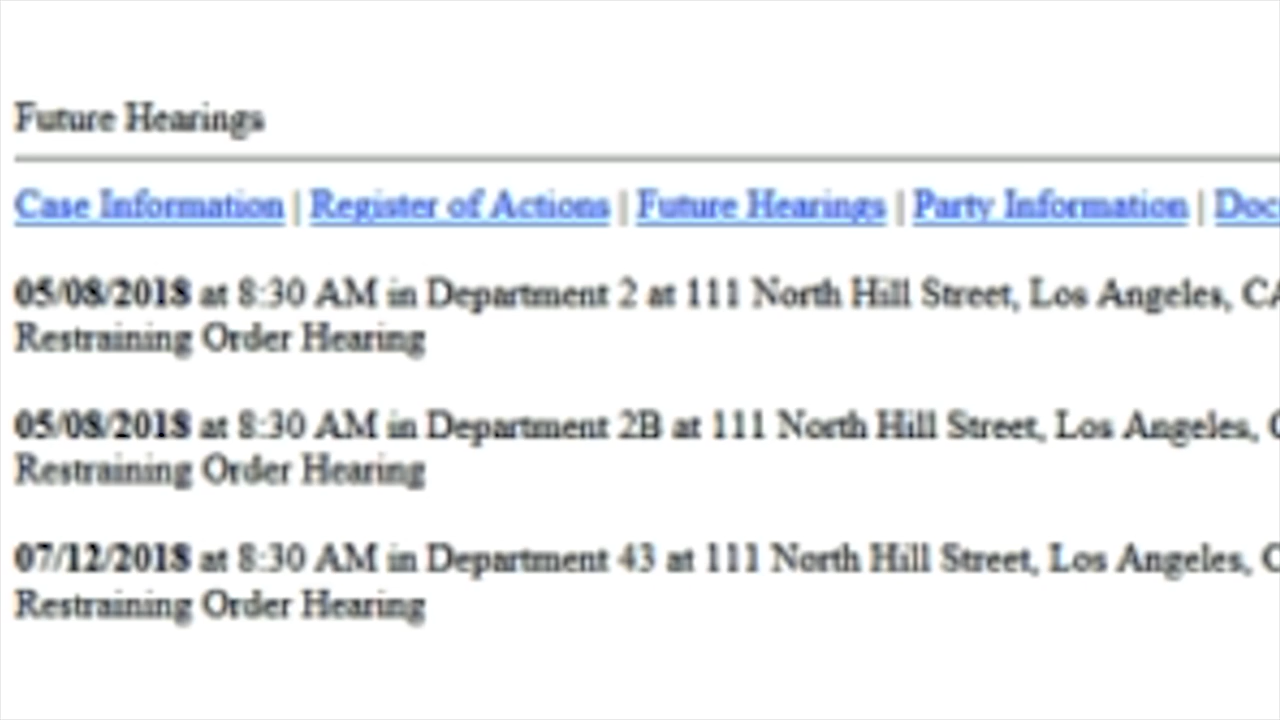 Future Hearings
Case Information | Register of Actions | Future Hearings | Party Information | Doc
05/08/2018 at 8:30 AM in Department 2 at 111 North Hill Street, Los Angeles, CA
Restraining Order Hearing
05/08/2018 at 8:30 AM in Department 2B at 111 North Hill Street, Los Angeles, C
Restraining Order Hearing
07/12/2018 at 8:30 AM in Department 43 at 111 North Hill Street, Los Angeles, C
Restraining Order Hearing